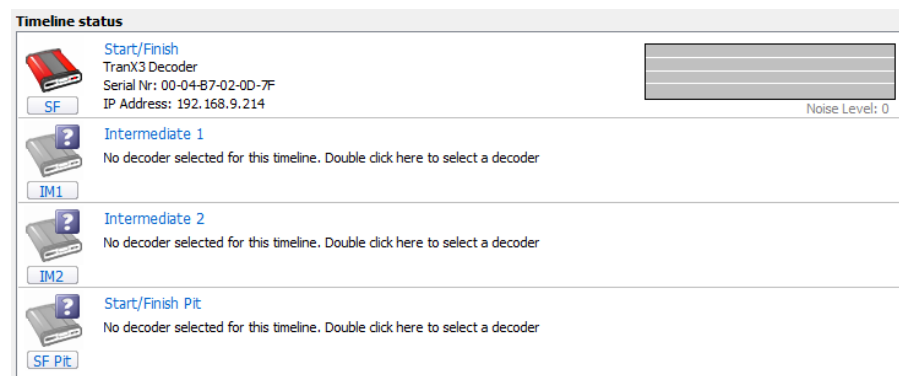 Timeline status
Start/Finish
TranX3 Decoder
Serial Nr: 00-04-B7-02-0D-7F
SF
IP Address: 192.168.9.214
Noise Level: 0
Intermediate 1
No decoder selected for this timeline. Double click here to select a decoder
IM1
Intermediate 2
No decoder selected for this timeline. Double click here to select a decoder
IM2
Start/Finish Pit
No decoder selected for this timeline. Double click here to select a decoder
SF Pit